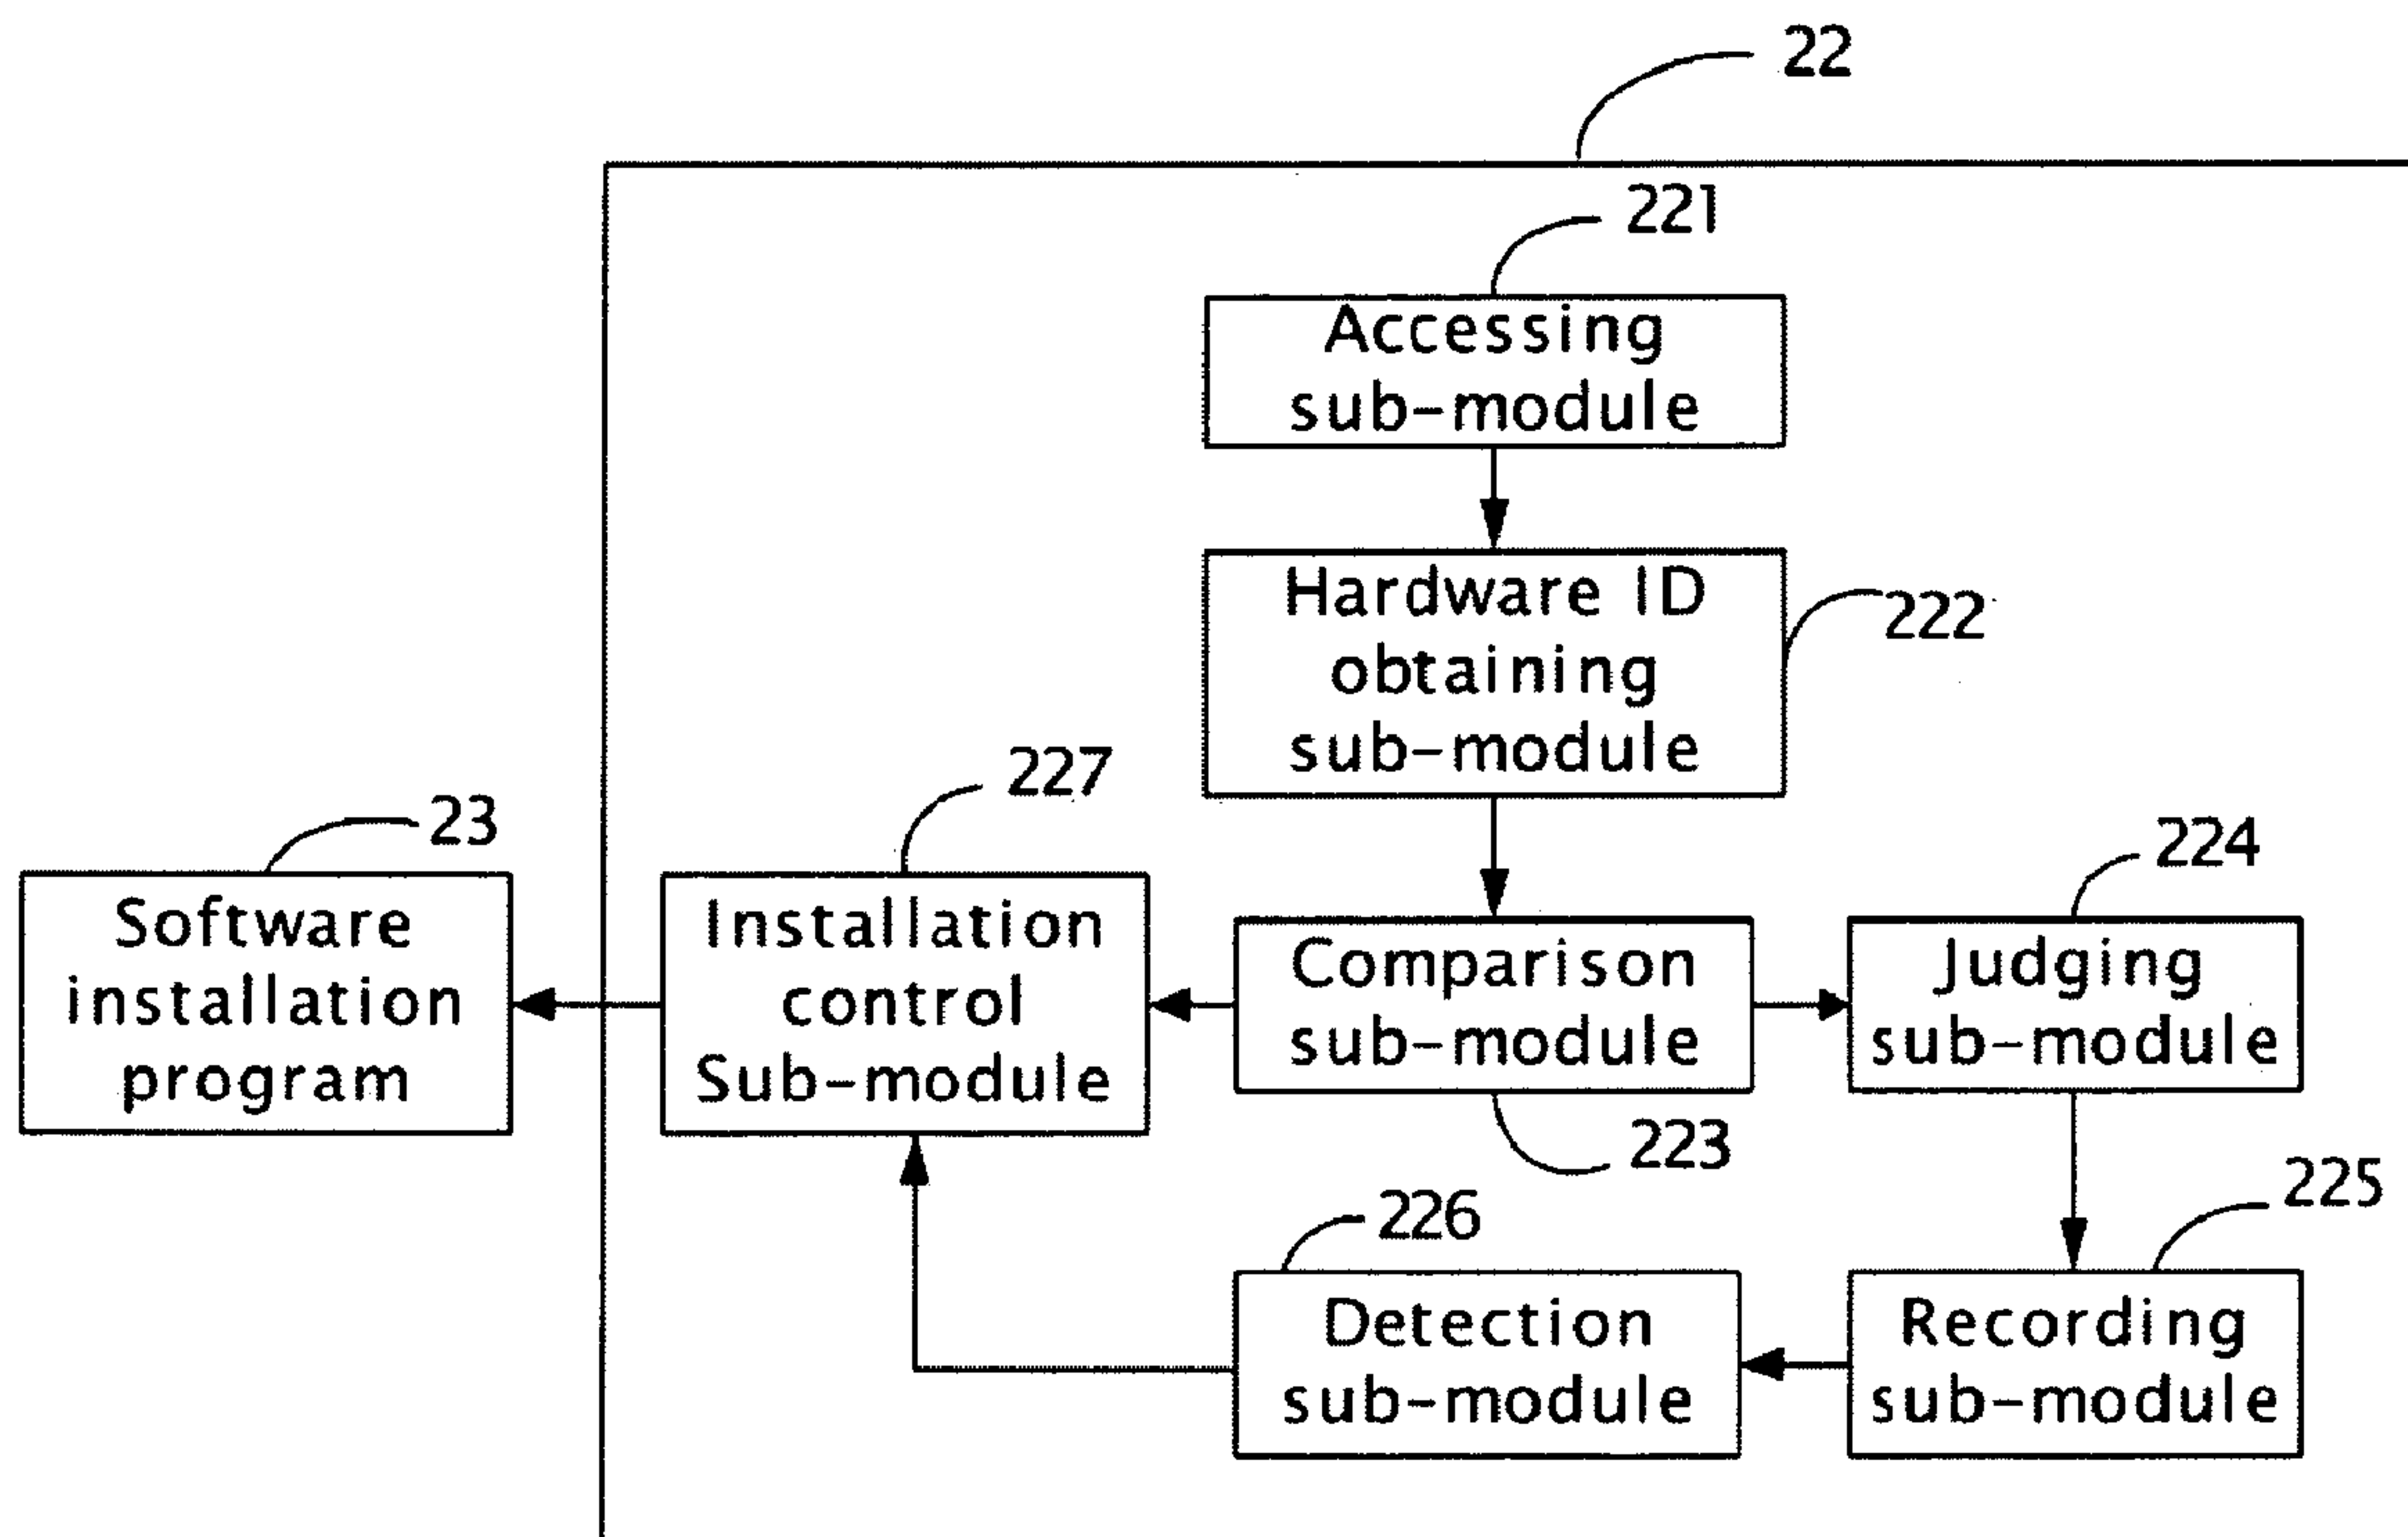 22
221
Accessing
sub-module
Hardware ID
obtaining
sub-module
222
227
23
224
Software
installation
program
Installation
control
Sub-module
Comparison
sub-module
Judging
sub-module
223
225
226
Detection
sub-module
Recording
sub-module